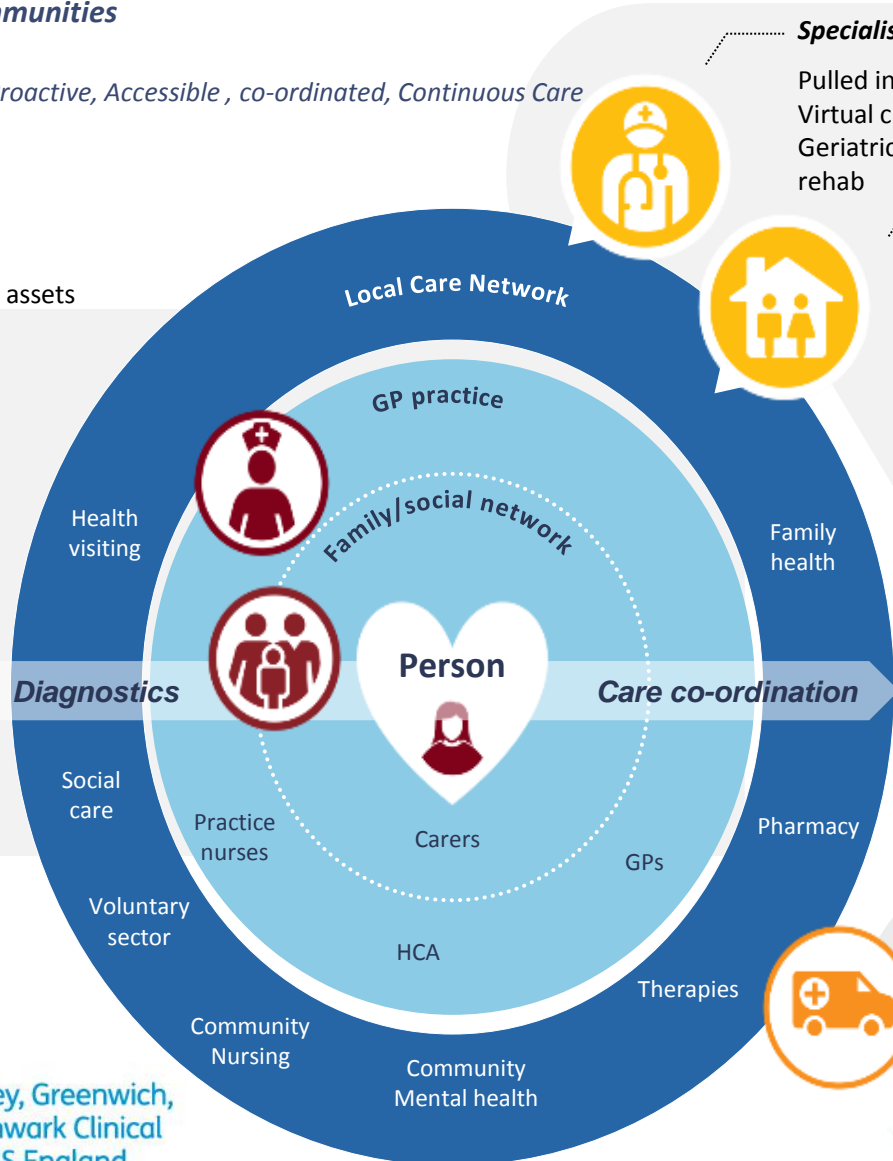 mmunities
Specialis
roactive, Accessible , co-ordinated, Continuous Care
Pulled in
Virtual c
Geriatric
rehab
assets
Local Care Network
GP practice
Family/social network
Health
visiting
Family
health
Person
Diagnostics
Care co-ordination
Social
care
Practice
nurses
Carers
GPs
Pharmacy
Voluntary
sector
HCA
Therapies
Community
Nursing
Community
Mental health
ey, Greenwich,
wark Clinical
S England